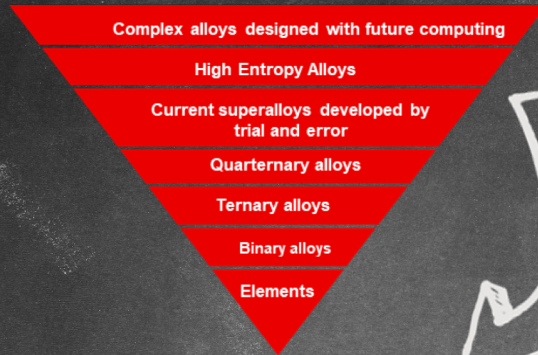 Complex alloys designed with future computing
High Entropy Alloys
Current superalloys developed by
trial and error
Quarternary alloys
Ternary alloys
Binary alloys
Elements